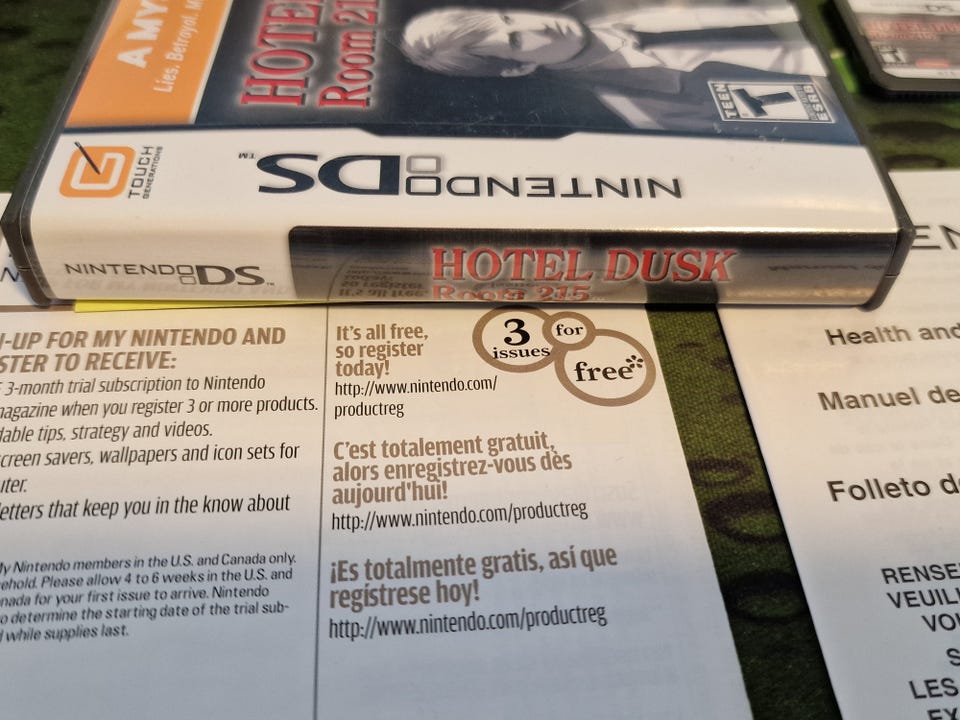 A MY
Lies. Betrayal. M
HOTE
Room 21
TEEN
T
ESRB
TOUCH
GENERATIONS
NINTENDO DS™
NINTENDO DS™
HOTEL DUSK
Room 215
-UP FOR MY NINTENDO AND
STER TO RECEIVE:
3-month trial subscription to Nintendo
magazine when you register 3 or more products.
dable tips, strategy and videos.
creen savers, wallpapers and icon sets for
uter.
etters that keep you in the know about
My Nintendo members in the U.S. and Canada only.
ehold. Please allow 4 to 6 weeks in the U.S. and
nada for your first issue to arrive. Nintendo
o determine the starting date of the trial sub-
d while supplies last.
It's all free,
so register
today!
http://www.nintendo.com/
productreg
3
issues
for
free
C'est totalement gratuit,
alors enregistrez-vous dès
aujourd'hui!
http://www.nintendo.com/productreg
¡Es totalmente gratis, así que
regístrese hoy!
http://www.nintendo.com/productreg
EN
Health and
Manuel de
Folleto de
RENSE
VEUILL
VOU
S
LES
EX